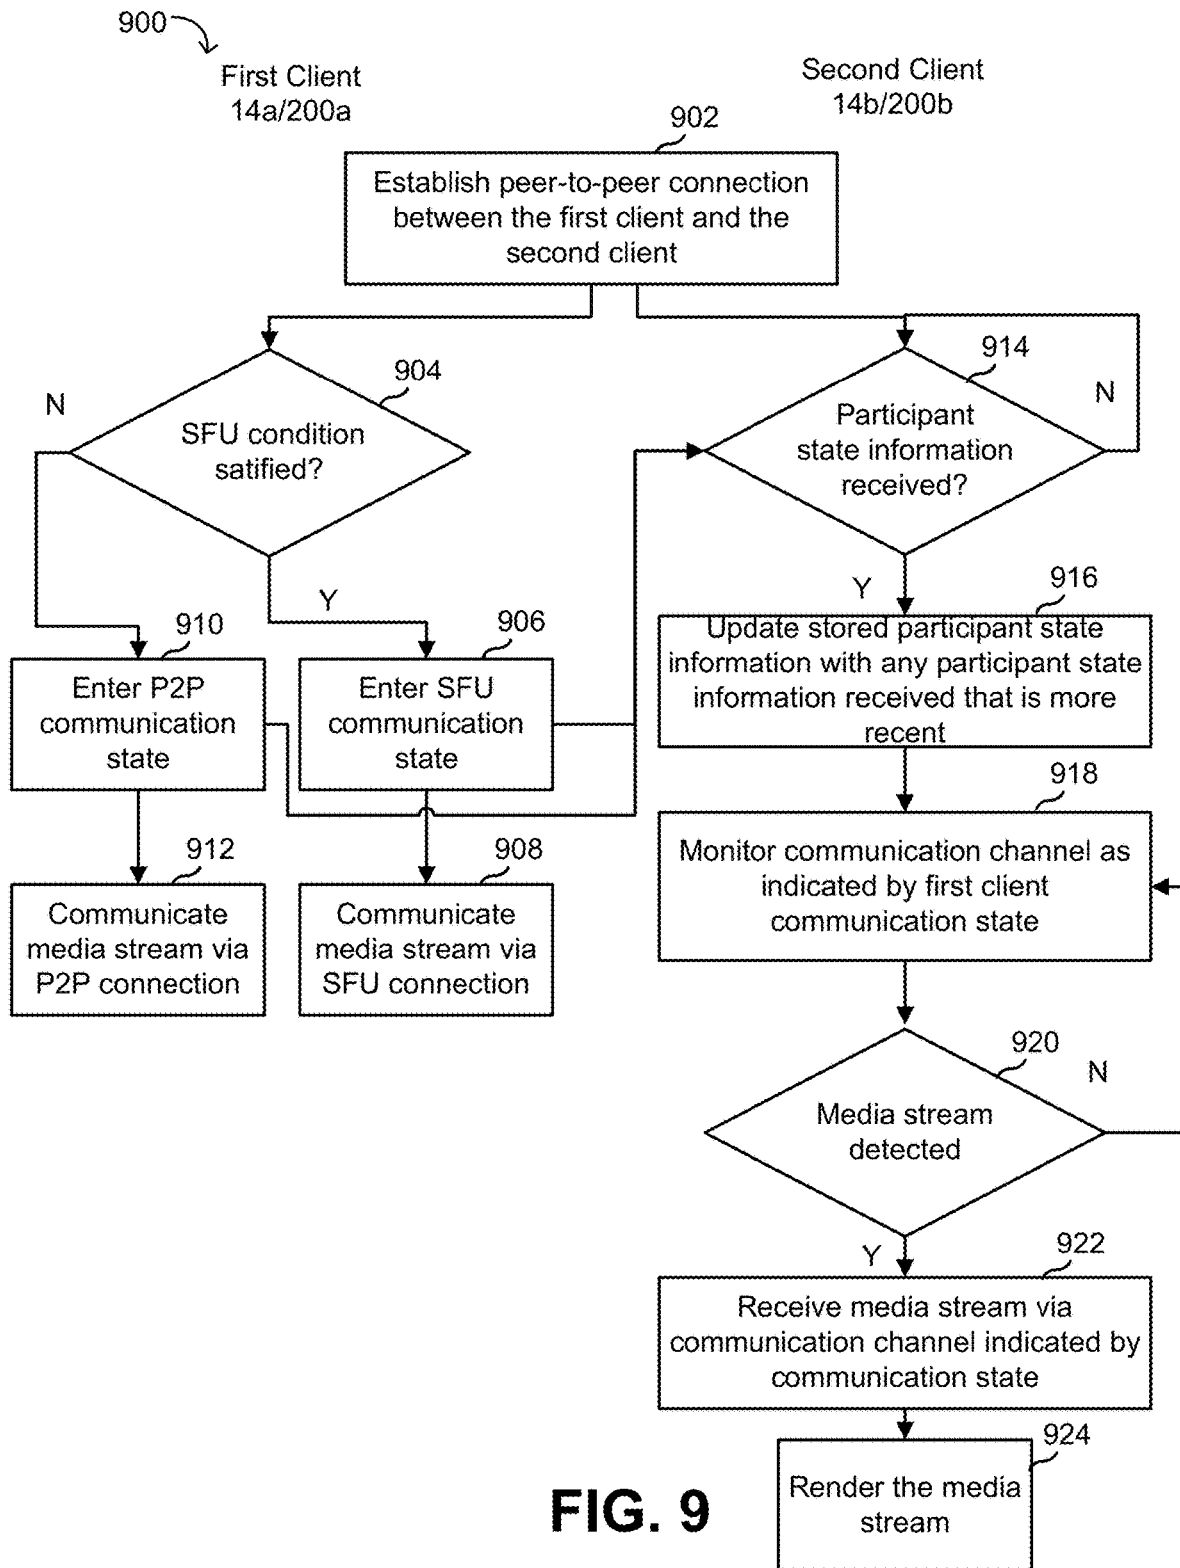 900
First Client
14a/200a
Second Client
14b/200b
902
Establish peer-to-peer connection
between the first client and the
second client
904
N
SFU condition
satified?
Y
914
N
Participant
state information
received?
Y
910
Enter P2P
communication
state
906
Enter SFU
communication
state
916
Update stored participant state
information with any participant state
information received that is more
recent
912
Communicate
media stream via
P2P connection
908
Communicate
media stream via
SFU connection
918
Monitor communication channel as
indicated by first client
communication state
920
N
Media stream
detected
Y
922
Receive media stream via
communication channel indicated by
communication state
924
Render the media
stream
FIG. 9